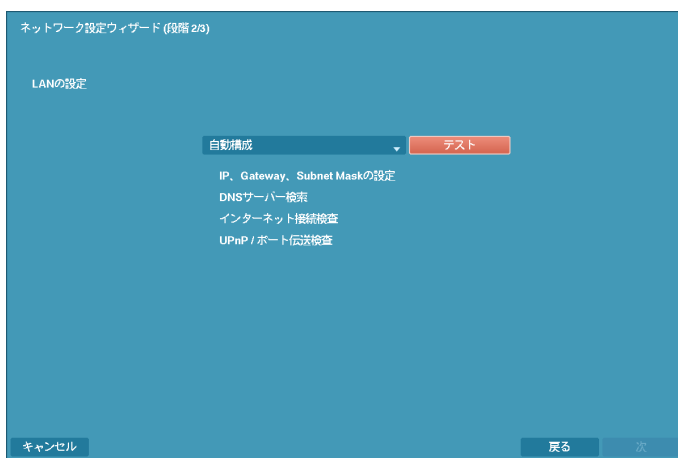 ネットワーク設定ウィザード (段階 2/3)
LANの設定
自動構成 テスト
IP、Gateway、Subnet Maskの設定
DNSサーバー検索
インターネット接続検査
UPnP / ポート伝送検査
キャンセル 戻る 次